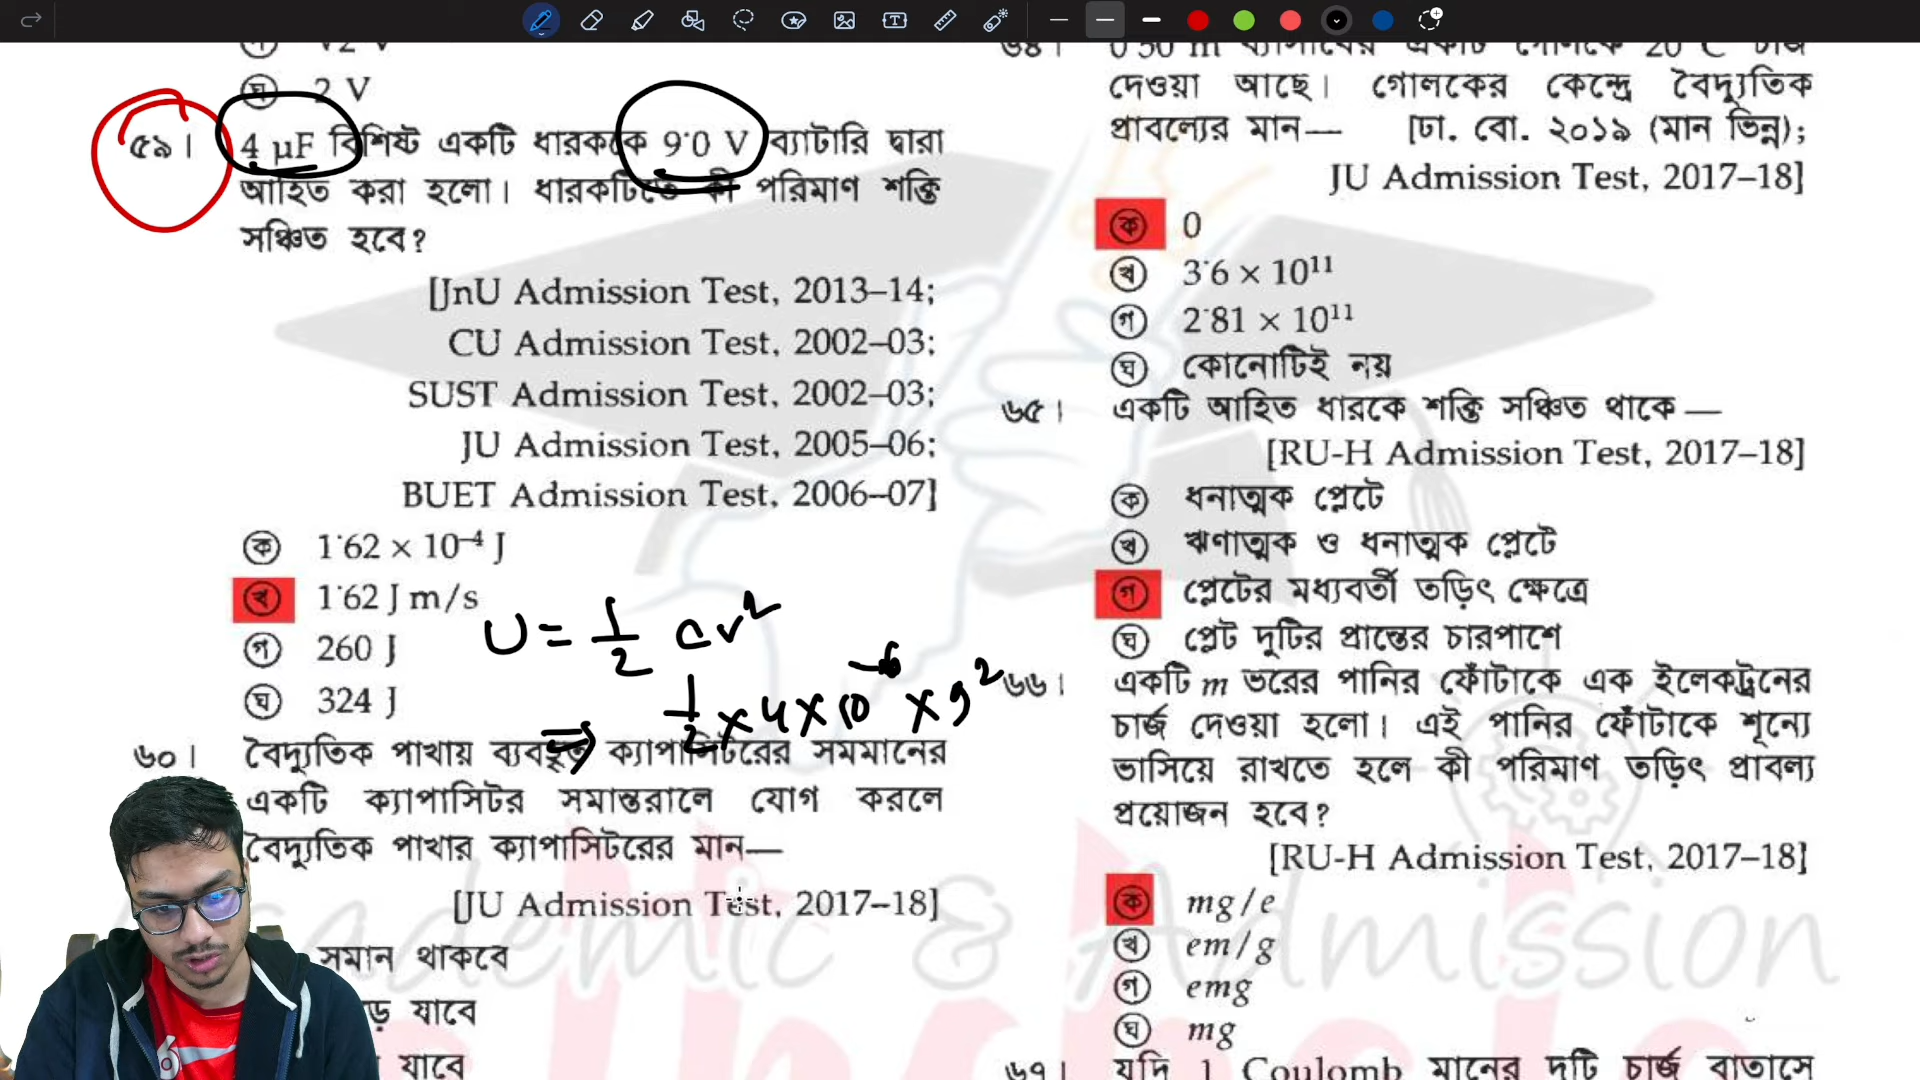 ঘ 2 V
৫৯। 4 μF বিশিষ্ট একটি ধারককে 9·0 V ব্যাটারি দ্বারা
আহিত করা হলো। ধারকটিতে কী পরিমাণ শক্তি
সঞ্চিত হবে?
[JnU Admission Test, 2013–14;
CU Admission Test, 2002–03;
SUST Admission Test, 2002–03;
JU Admission Test, 2005–06;
BUET Admission Test, 2006–07]
ক 1·62 × 10⁻⁴ J
খ 1·62 J m/s
গ 260 J
ঘ 324 J
U = 1/2 cv²
⇒ 1/2 × 4 × 10⁻⁶ × 9²
৬০। বৈদ্যুতিক পাখায় ব্যবহৃত ক্যাপাসিটরের সমমানের
একটি ক্যাপাসিটর সমান্তরালে যোগ করলে
বৈদ্যুতিক পাখার ক্যাপাসিটরের মান—
[JU Admission Test, 2017–18]
সমান থাকবে
যাবে
যাবে
৬৪। 0·50 m ব্যাসার্ধের একটি গোলকে 20 C চার্জ
দেওয়া আছে। গোলকের কেন্দ্রে বৈদ্যুতিক
প্রাবল্যের মান— [ঢা. বো. ২০১৯ (মান ভিন্ন);
JU Admission Test, 2017–18]
ক 0
খ 3·6 × 10¹¹
গ 2·81 × 10¹¹
ঘ কোনোটিই নয়
৬৫। একটি আহিত ধারকে শক্তি সঞ্চিত থাকে —
[RU-H Admission Test, 2017–18]
ক ধনাত্মক প্লেটে
খ ঋণাত্মক ও ধনাত্মক প্লেটে
গ প্লেটের মধ্যবর্তী তড়িৎ ক্ষেত্রে
ঘ প্লেট দুটির প্রান্তের চারপাশে
৬৬। একটি m ভরের পানির ফোঁটাকে এক ইলেকট্রনের
চার্জ দেওয়া হলো। এই পানির ফোঁটাকে শূন্যে
ভাসিয়ে রাখতে হলে কী পরিমাণ তড়িৎ প্রাবল্য
প্রয়োজন হবে?
[RU-H Admission Test, 2017–18]
ক mg/e
খ em/g
গ emg
ঘ mg
৬৭। যদি 1 Coulomb মানের দুটি চার্জ বাতাসে